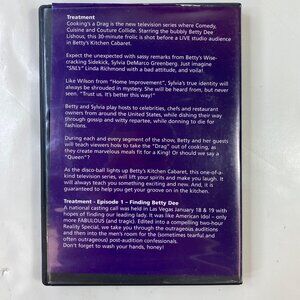 Treatment
Cooking's a Drag is the new television series where Comedy,
Cuisine and Couture Collide. Starring the bubbly Betty Dee
Lishous, this 30-minute frolic is shot before a LIVE studio audience
in Betty's Kitchen Cabaret.
Expect the unexpected with saucy remarks from Betty's Wise-
cracking Sidekick, Sylvia DeMarco Greenberg. Just imagine
"SNL's" Linda Richmond with a bad attitude, and voila!
Like Wilson from "Home Improvement", Sylvia's true identity will
always be shrouded in mystery. She will be heard from, but never
seen. "Trust us. It's better this way!"
Betty and Sylvia play hosts to celebrities, chefs and restaurant
owners from around the United States, while dishing their way
through gossip and witty repartee, while donning to die for
fashions.
During each and every segment of the show, Betty and her guests
will teach viewers how to take the "Drag" out of cooking, as
they create marvelous meals fit for a King! Or should we say a
"Queen"?
As the disco-ball lights up Betty's Kitchen Cabaret, this one-of-a-
kind television series, will lift your spirits and make you laugh. It
will always teach you something exciting and new. And, it is
guaranteed to help you get your groove on in the kitchen.
Treatment - Episode 1 – Finding Betty Dee
A national casting call was held in Las Vegas January 18 & 19 with
hopes of finding our leading lady. It was like American Idol - only
more FABULOUS (and tragic). Edited into a compelling two-hour
Reality Special, we take you through the outrageous auditions
and then into the men's room for the (sometimes tearful and
often outrageous) post-audition confessionals.
Don't forget to wash your hands, honey!